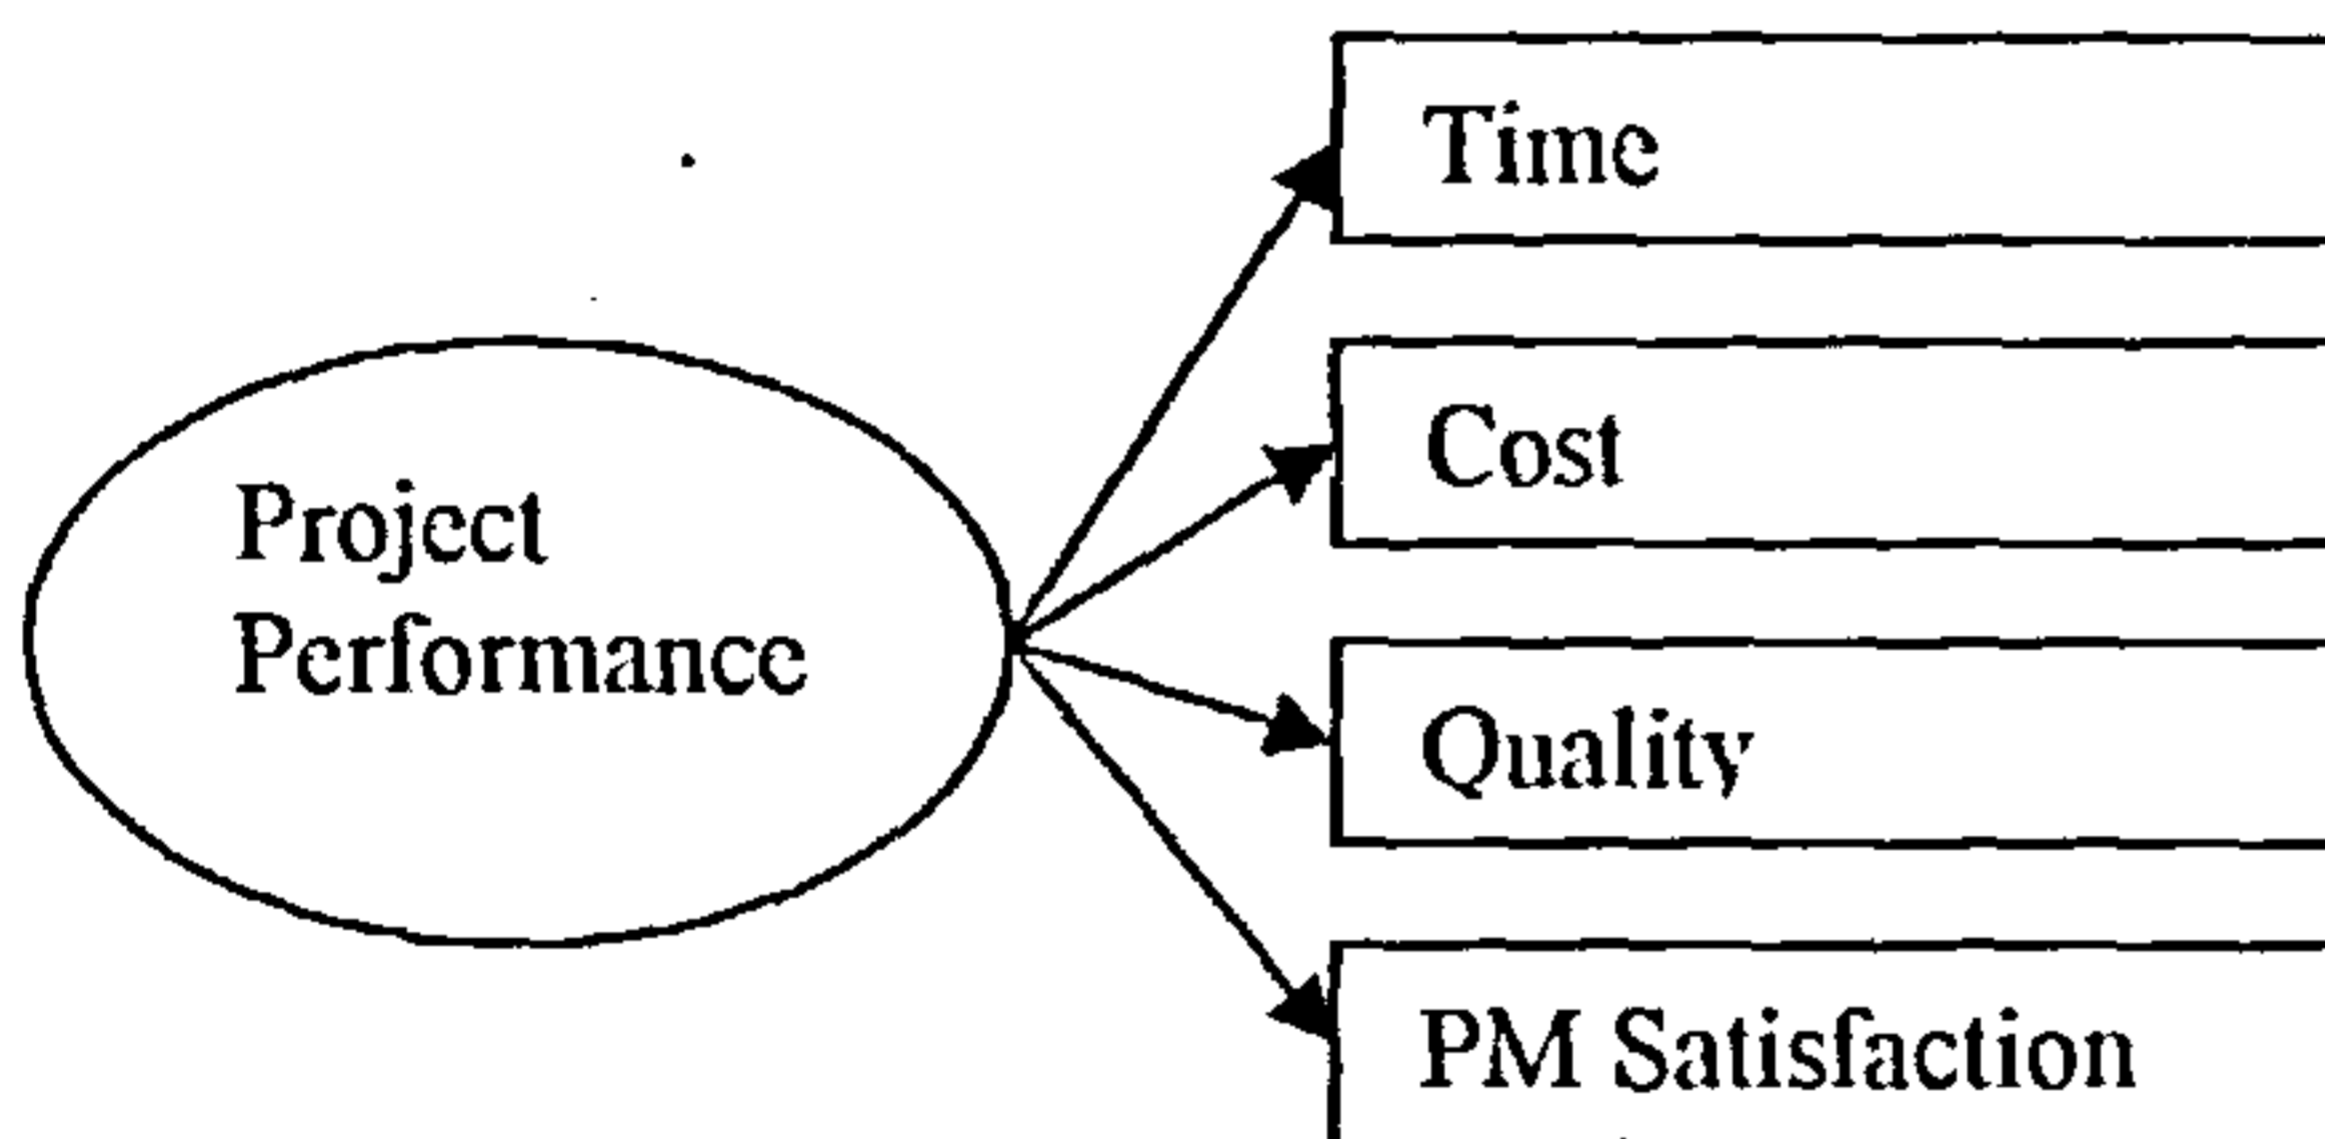 Time
Cost
Project
Performance
Quality
PM Satisfaction